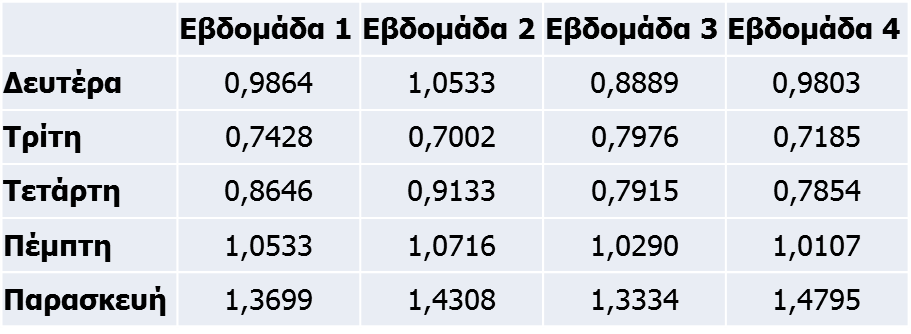 Εβδομάδα 1 Εβδομάδα 2 Εβδομάδα 3 Εβδομάδα 4
Δευτέρα 0,9864 1,0533 0,8889 0,9803
Τρίτη 0,7428 0,7002 0,7976 0,7185
Τετάρτη 0,8646 0,9133 0,7915 0,7854
Πέμπτη 1,0533 1,0716 1,0290 1,0107
Παρασκευή 1,3699 1,4308 1,3334 1,4795